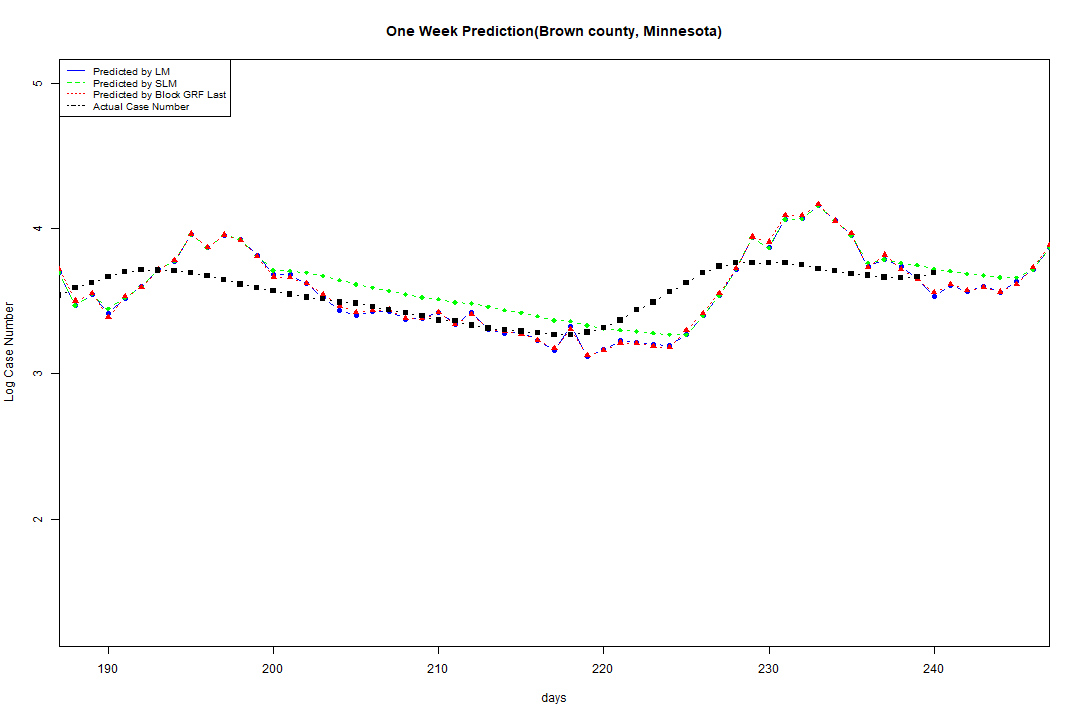 One Week Prediction(Brown county, Minnesota)
Predicted by LM
Predicted by SLM
Predicted by Block GRF Last
Actual Case Number
5
4
3
2
Log Case Number
190 200 210 220 230 240
days